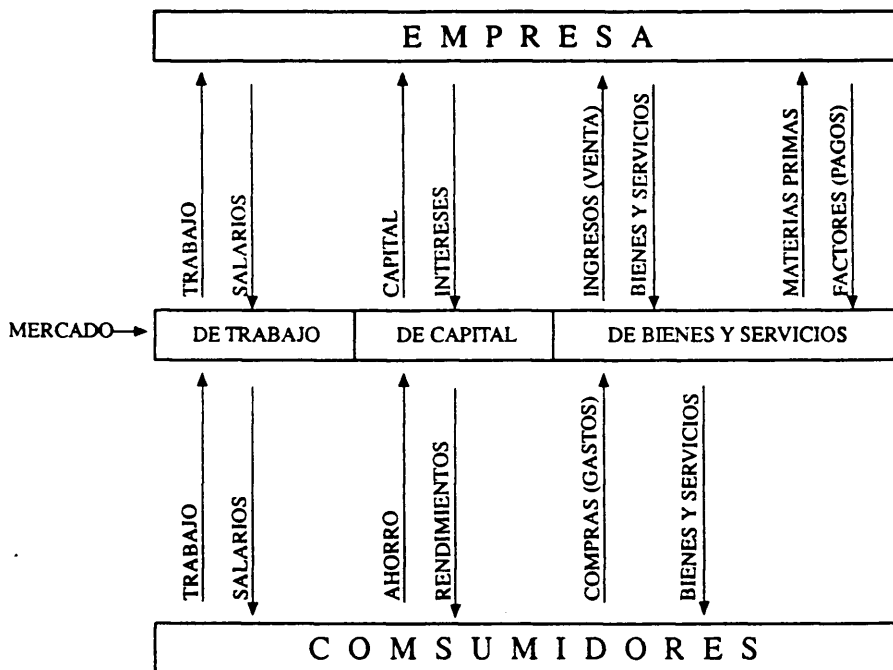 EMPRESA
TRABAJO
SALARIOS
CAPITAL
INTERESES
INGRESOS (VENTA)
BIENES Y SERVICIOS
MATERIAS PRIMAS
FACTORES (PAGOS)
MERCADO
DE TRABAJO
DE CAPITAL
DE BIENES Y SERVICIOS
TRABAJO
SALARIOS
AHORRO
RENDIMIENTOS
COMPRAS (GASTOS)
BIENES Y SERVICIOS
COMSUMIDORES